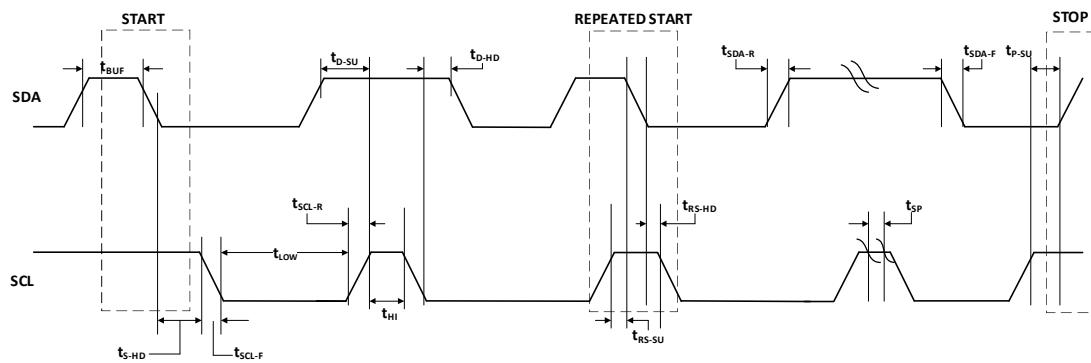 START
REPEATED START
STOP
tBUF
tD-SU
tD-HD
tSDA-R
tSDA-F
tP-SU
SDA
tSCL-R
tRS-HD
tSP
tLOW
SCL
tHI
tRS-SU
tS-HD
tSCL-F